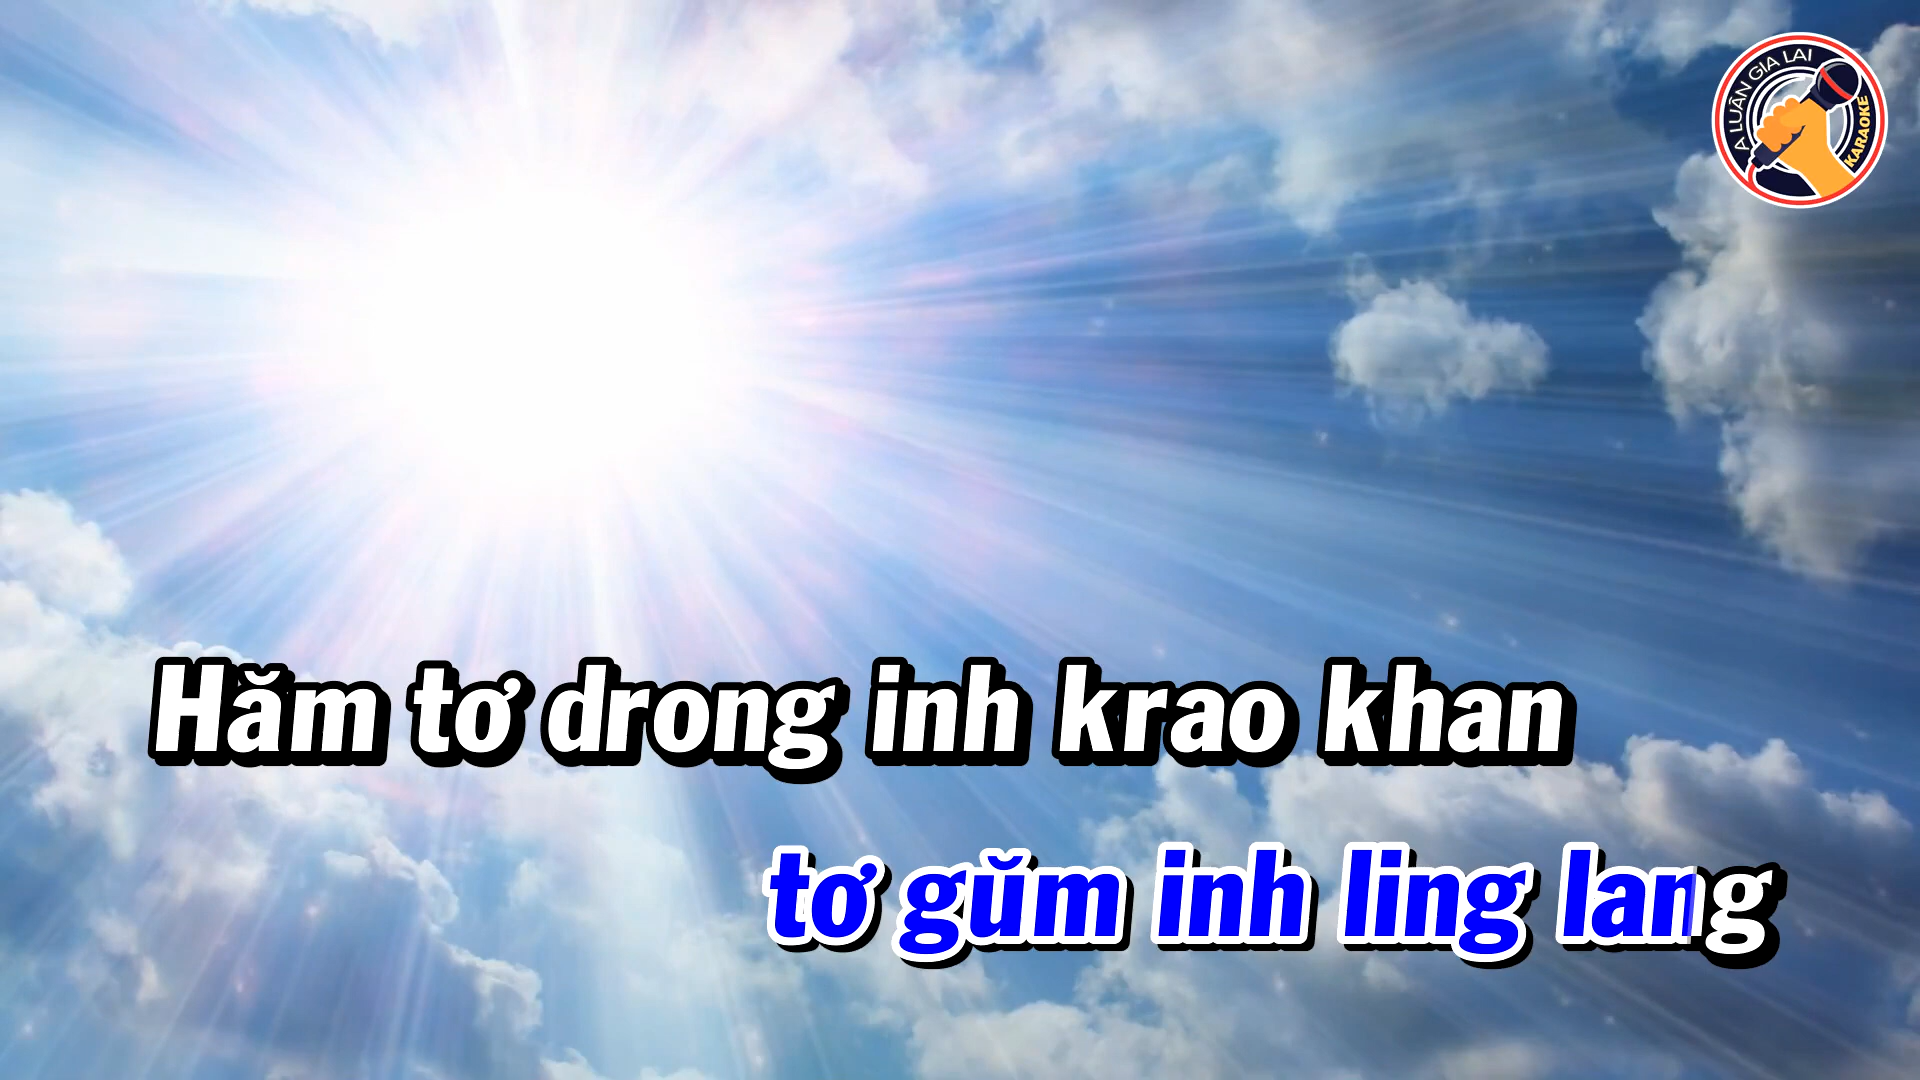 A LUÂN GIA LAI
KARAOKE
Hăm tơ drong inh krao khan
tơ gŭm inh ling lang